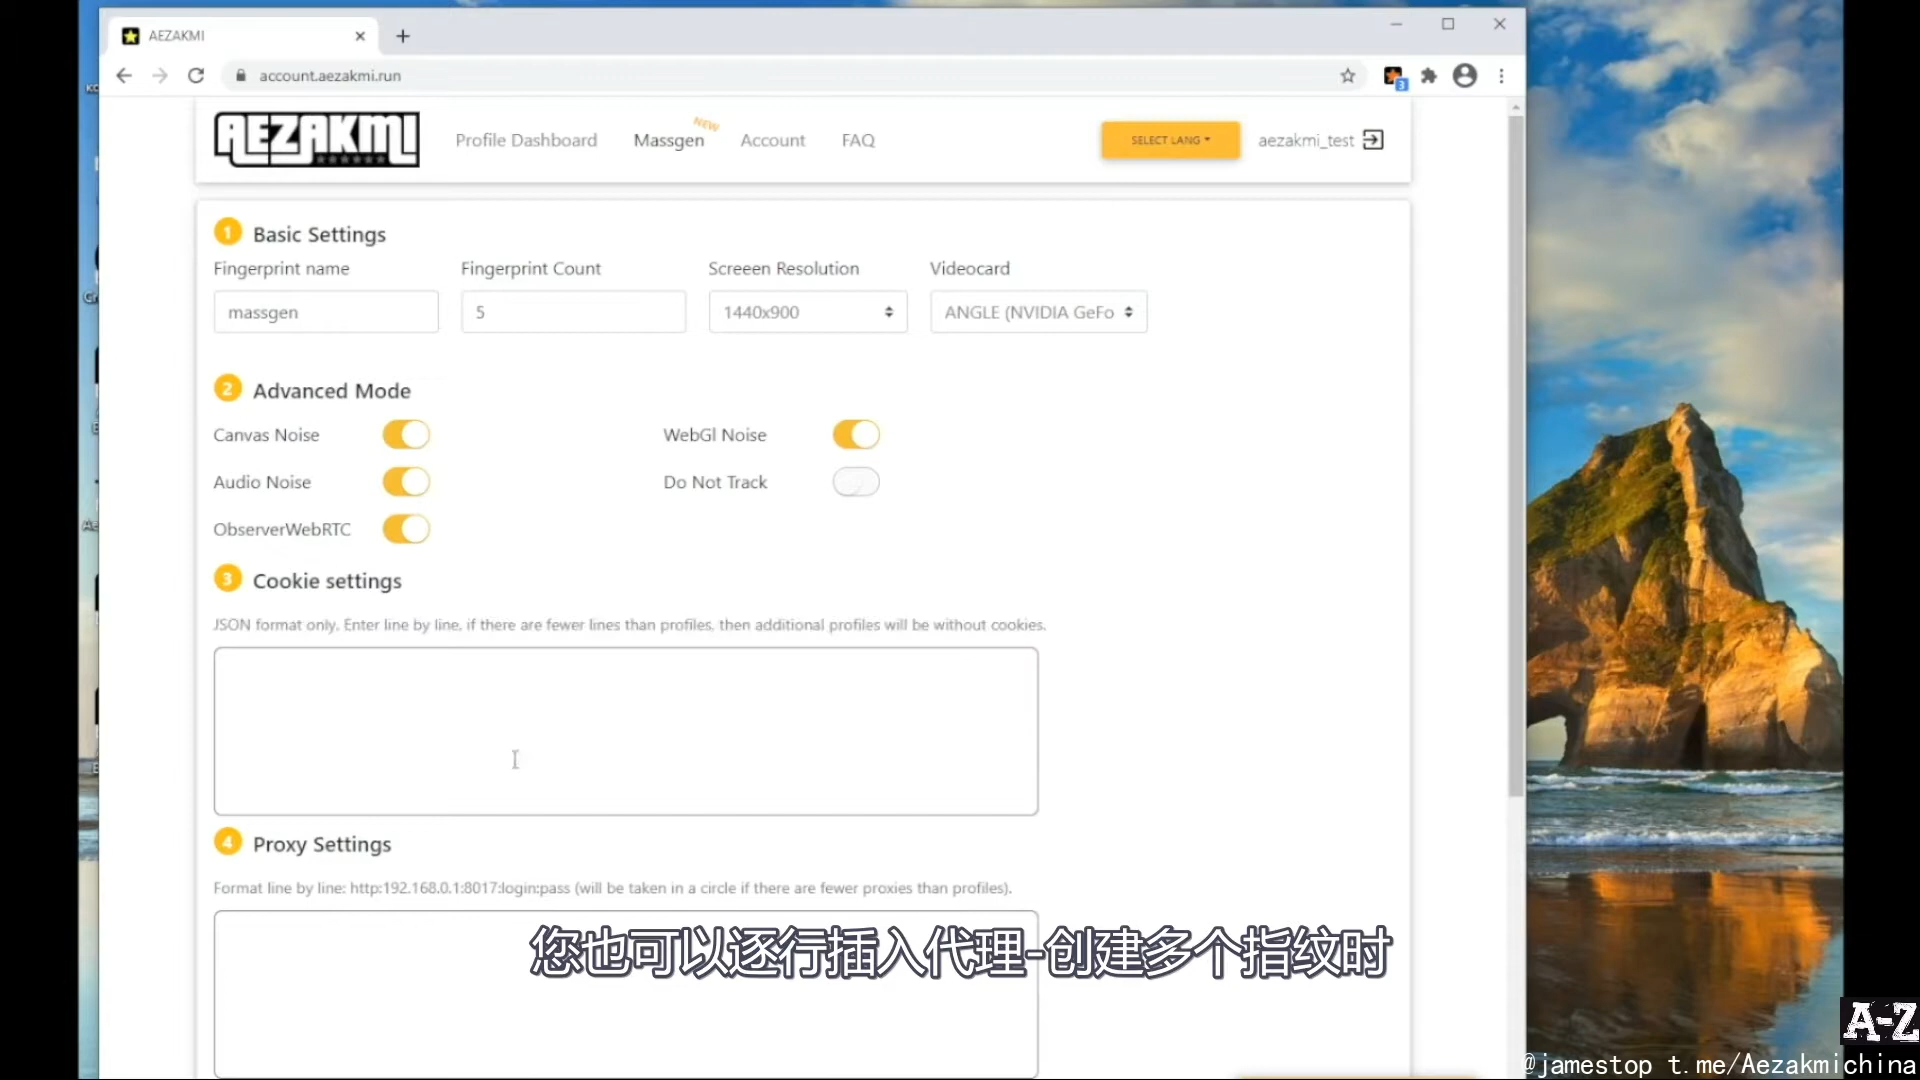 AEZAKMI
account.aezakmi.run
3
AEZAKMI
Profile Dashboard
Massgen
NEW
Account
FAQ
SELECT LANG
aezakmi_test
1 Basic Settings
Fingerprint name
Fingerprint Count
Screeen Resolution
Videocard
massgen
5
1440x900
ANGLE (NVIDIA GeFo
2 Advanced Mode
Canvas Noise
WebGl Noise
Audio Noise
Do Not Track
ObserverWebRTC
3 Cookie settings
JSON format only. Enter line by line, if there are fewer lines than profiles, then additional profiles will be without cookies.
4 Proxy Settings
Format line by line: http:192.168.0.1:8017:login:pass (will be taken in a circle if there are fewer proxies than profiles).
您也可以逐行插入代理-创建多个指纹时
A-Z
@jamestop t.me/Aezakmichina